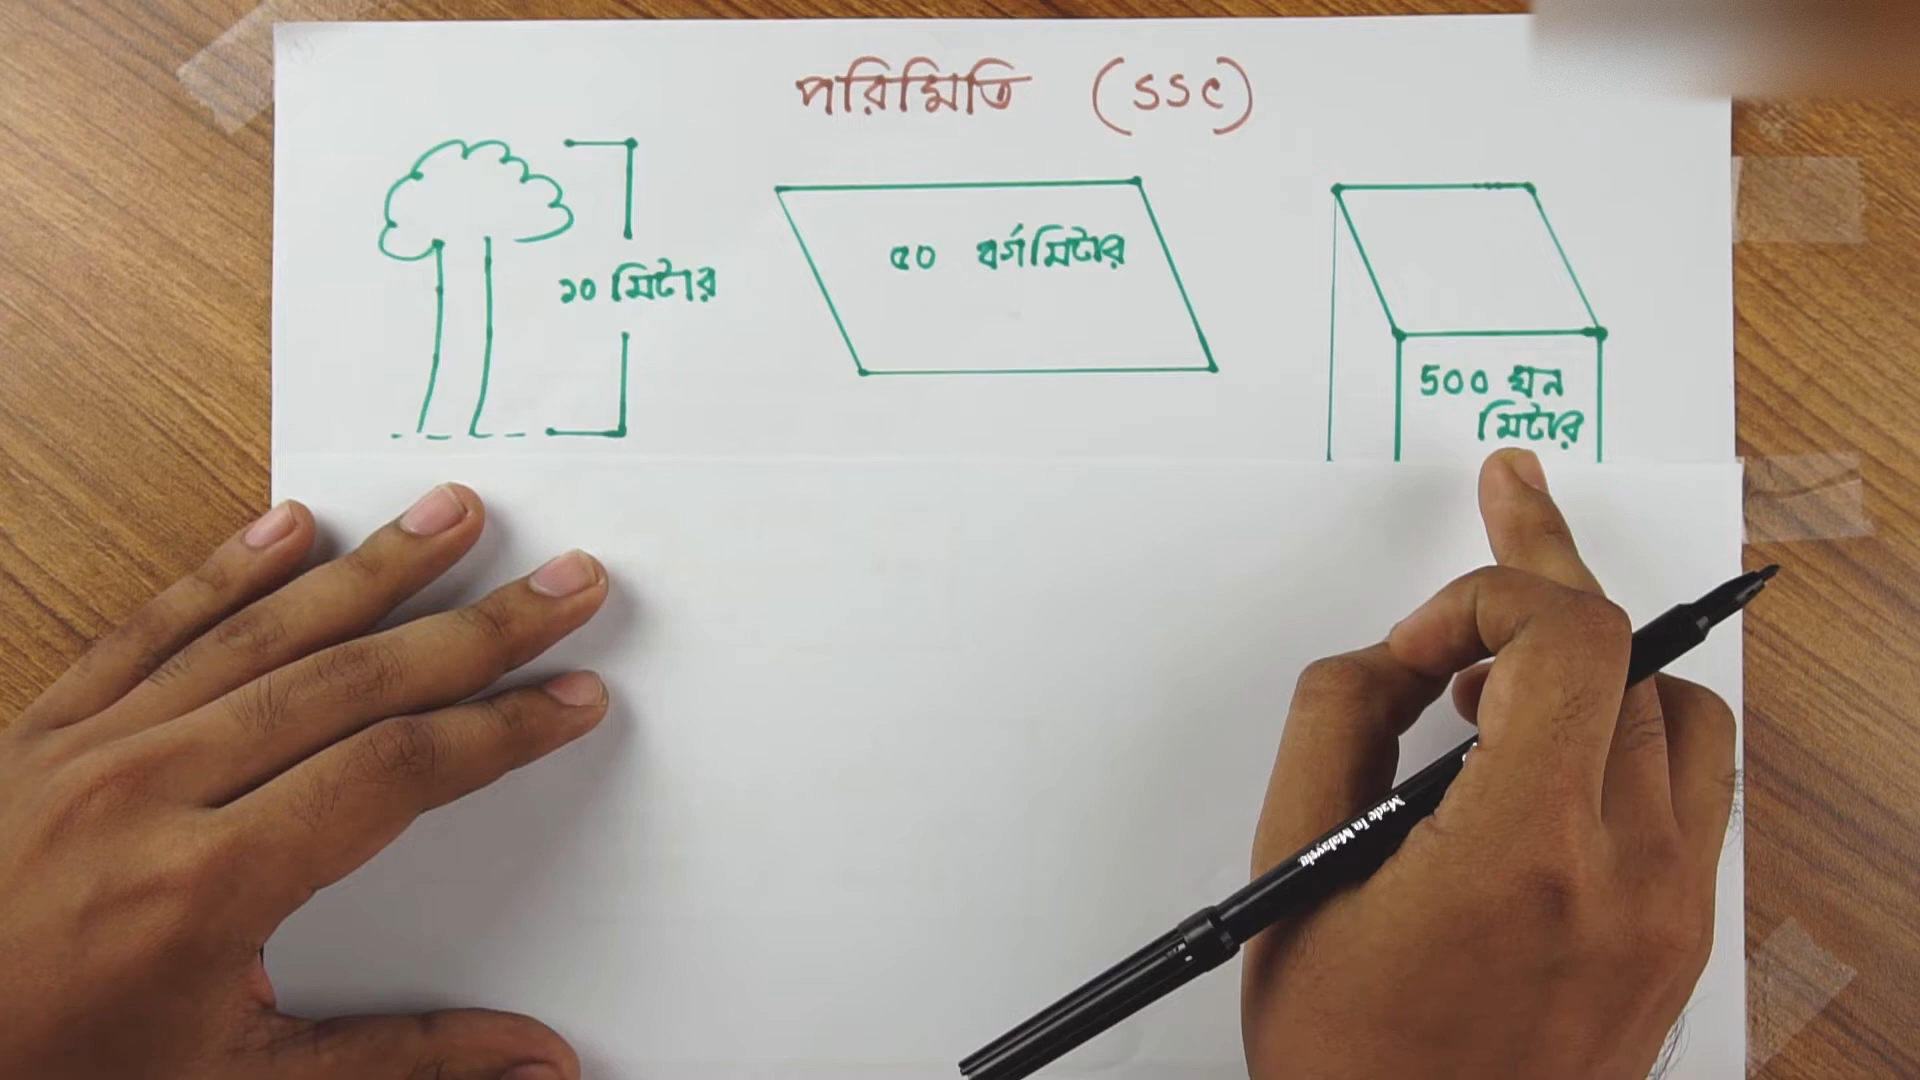 পরিমিতি (SSC)
১০ মিটার
৫০ বর্গমিটার
500 ঘন
মিটার
Made In Malaysia